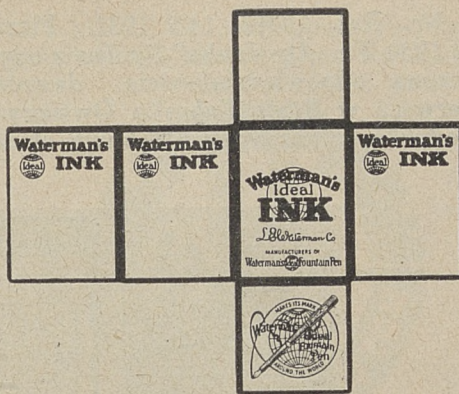 Waterman's
Ideal INK
Waterman's
Ideal INK
Waterman's
Ideal
INK
L E Waterman Co
MANUFACTURERS OF
Waterman's Ideal Fountain Pen
Waterman's
Ideal INK
MAKES ITS MARK
Waterman's Ideal
Fountain
Pen
AROUND THE WORLD